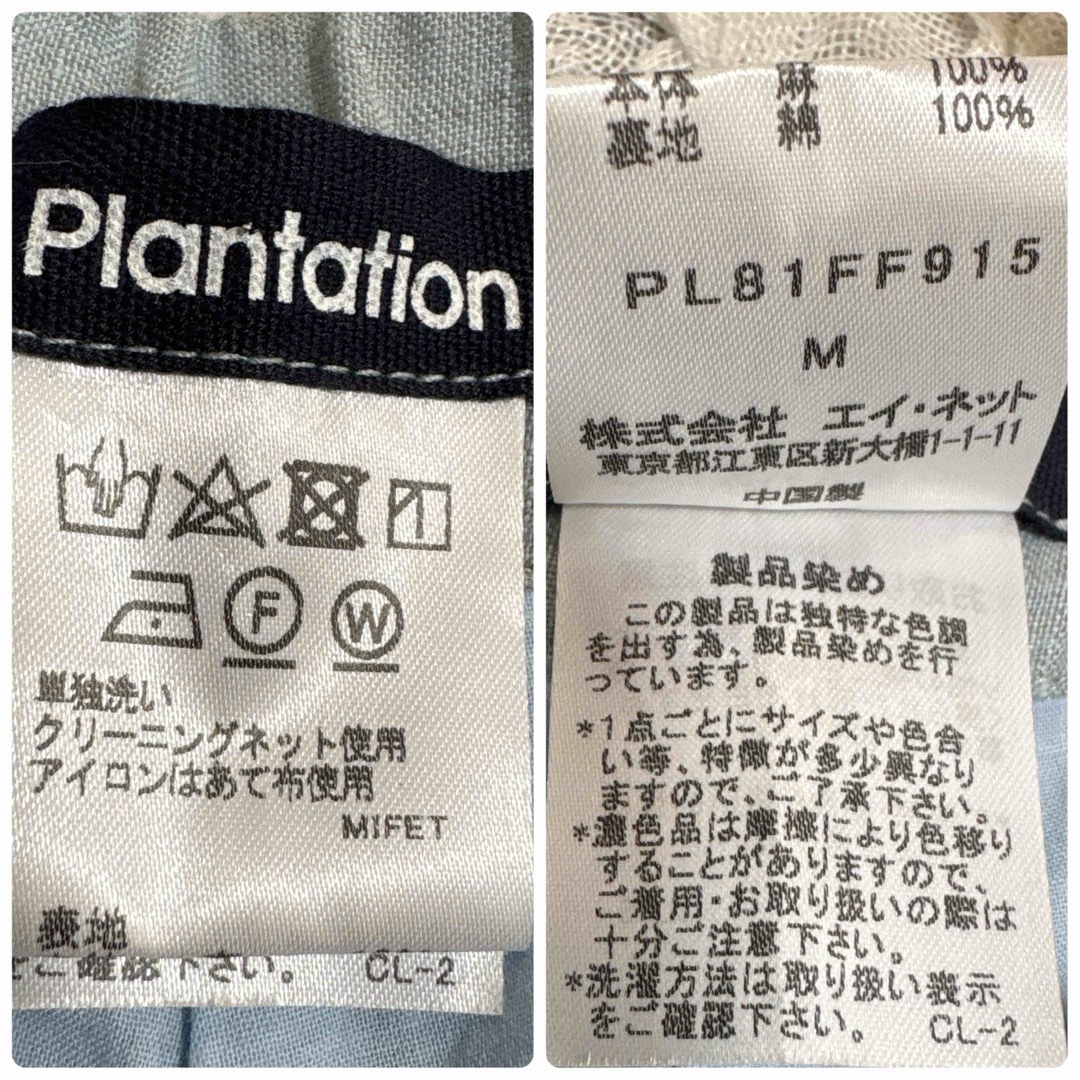 Plantation
F
W
単独洗い
クリーニングネット使用
アイロンはあて布使用
MIFET
表地
をご確認下さい。 CL-2
本体 麻 100%
裏地 綿 100%
PL81FF915
M
株式会社 エイ・ネット
東京都江東区新大橋1-1-11
中国製
製品染め
この製品は独特な色調
を出す為、製品染めを行
っています。
*1点ごとにサイズや色合
い等、特徴が多少異なり
ますので、ご了承下さい。
*濃色品は摩擦により色移り
することがありますので、
ご着用・お取り扱いの際は
十分ご注意下さい。
*洗濯方法は取り扱い表示
をご確認下さい。 CL-2